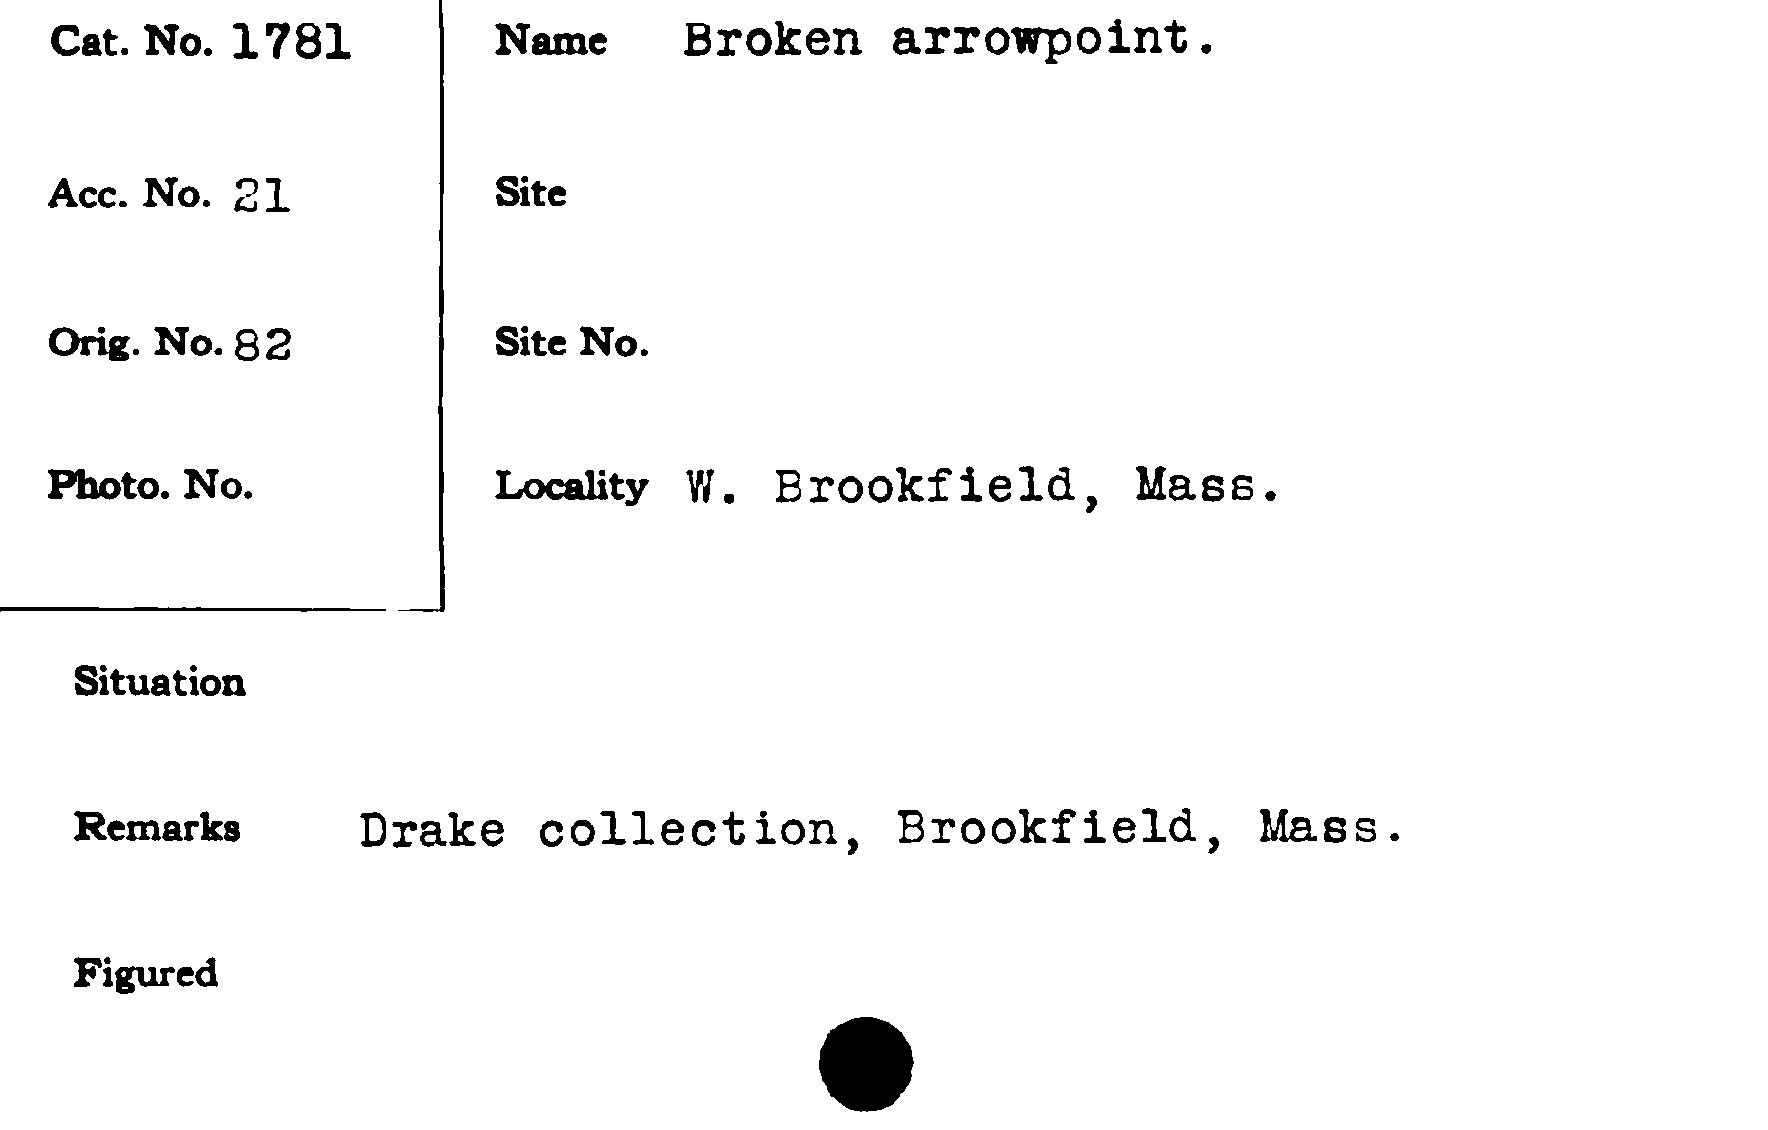 Cat. No. 1781
Name Broken arrowpoint.
Acc. No. 21
Site
Orig. No. 82
Site No.
Photo. No.
Locality W. Brookfield, Mass.
Situation
Remarks Drake collection, Brookfield, Mass.
Figured